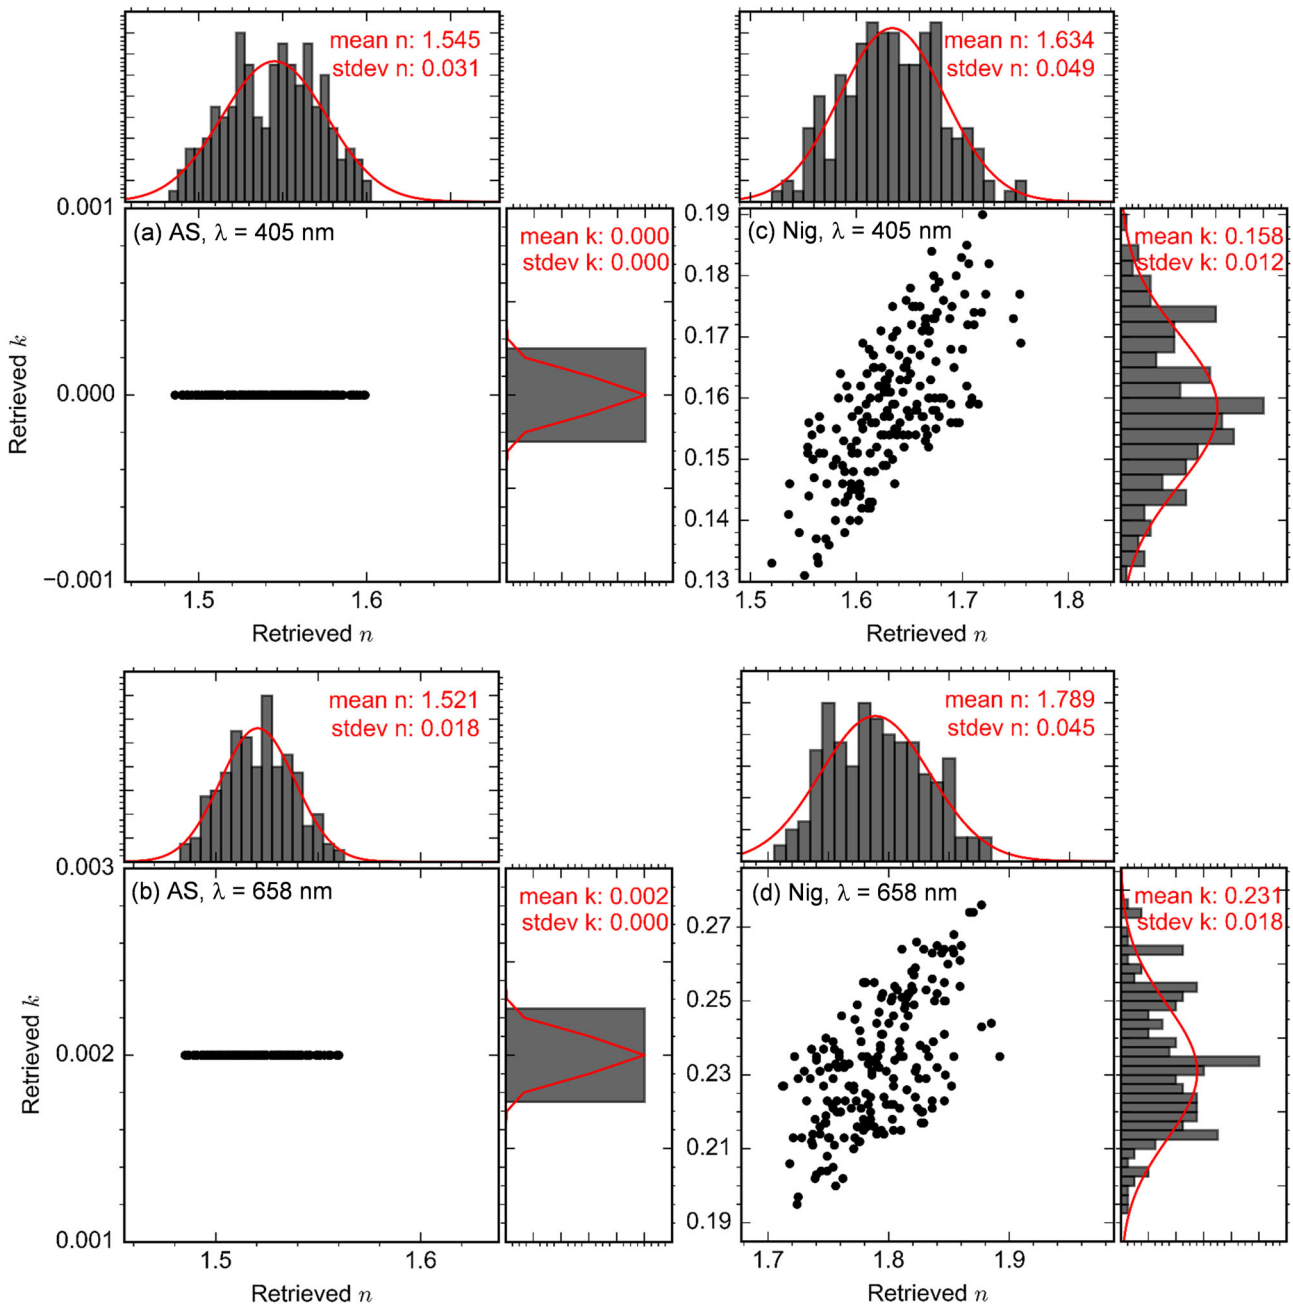 mean n: 1.545
stdev n: 0.031
mean n: 1.634
stdev n: 0.049
0.001
(a) AS, λ = 405 nm
mean k: 0.000
stdev k: 0.000
0.19
(c) Nig, λ = 405 nm
mean k: 0.158
stdev k: 0.012
0.18
0.17
Retrieved k
0.000
0.16
0.15
0.14
−0.001
0.13
1.5
1.6
1.5
1.6
1.7
1.8
Retrieved n
Retrieved n
mean n: 1.521
stdev n: 0.018
mean n: 1.789
stdev n: 0.045
0.003
(b) AS, λ = 658 nm
mean k: 0.002
stdev k: 0.000
(d) Nig, λ = 658 nm
mean k: 0.231
stdev k: 0.018
0.27
0.25
Retrieved k
0.002
0.23
0.21
0.19
0.001
1.5
1.6
1.7
1.8
1.9
Retrieved n
Retrieved n